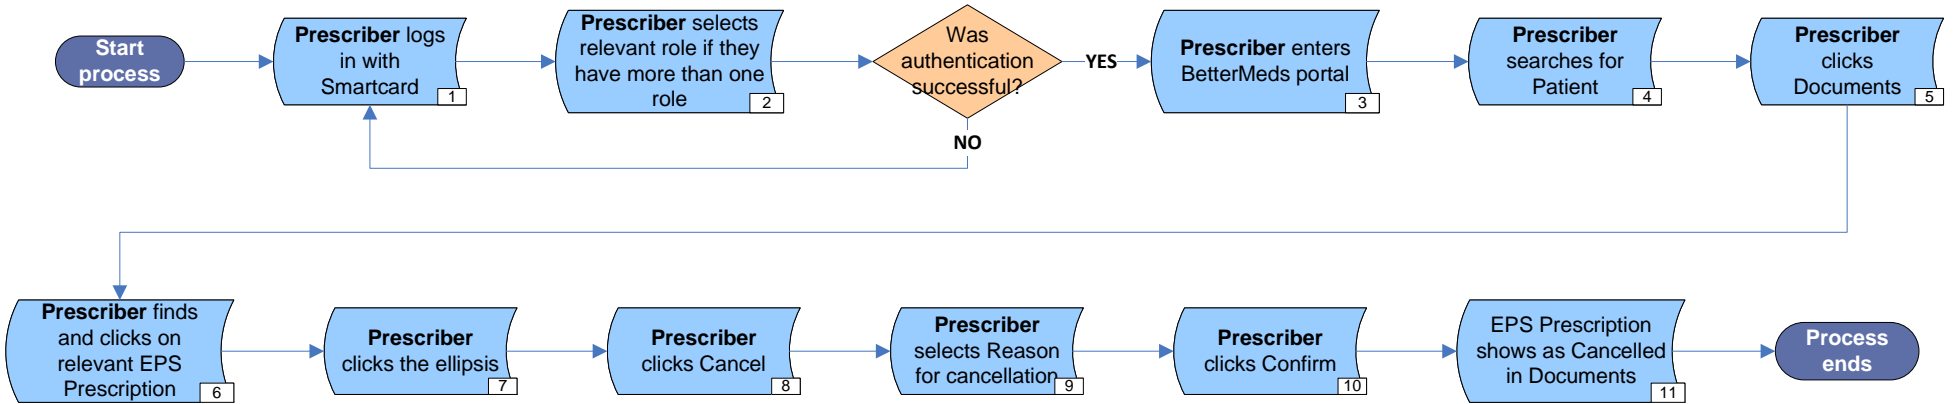 Start
process
Prescriber logs
in with
Smartcard
1
Prescriber selects
relevant role if they
have more than one
role
2
Was
authentication
successful?
YES
NO
Prescriber enters
BetterMeds portal
3
Prescriber
searches for
Patient
4
Prescriber
clicks
Documents
5
Prescriber finds
and clicks on
relevant EPS
Prescription
6
Prescriber
clicks the ellipsis
7
Prescriber
clicks Cancel
8
Prescriber
selects Reason
for cancellation
9
Prescriber
clicks Confirm
10
EPS Prescription
shows as Cancelled
in Documents
11
Process
ends